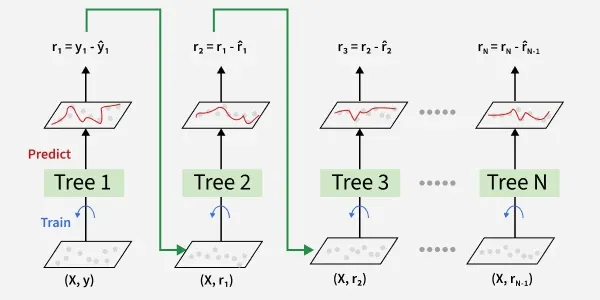 r₁ = y₁ - ŷ₁
r₂ = r₁ - r̂₁
r₃ = r₂ - r̂₂
r_N = r_N - r̂_N-1
Predict
Tree 1
Tree 2
Tree 3
Tree N
Train
(X, y)
(X, r₁)
(X, r₂)
(X, r_N-1)